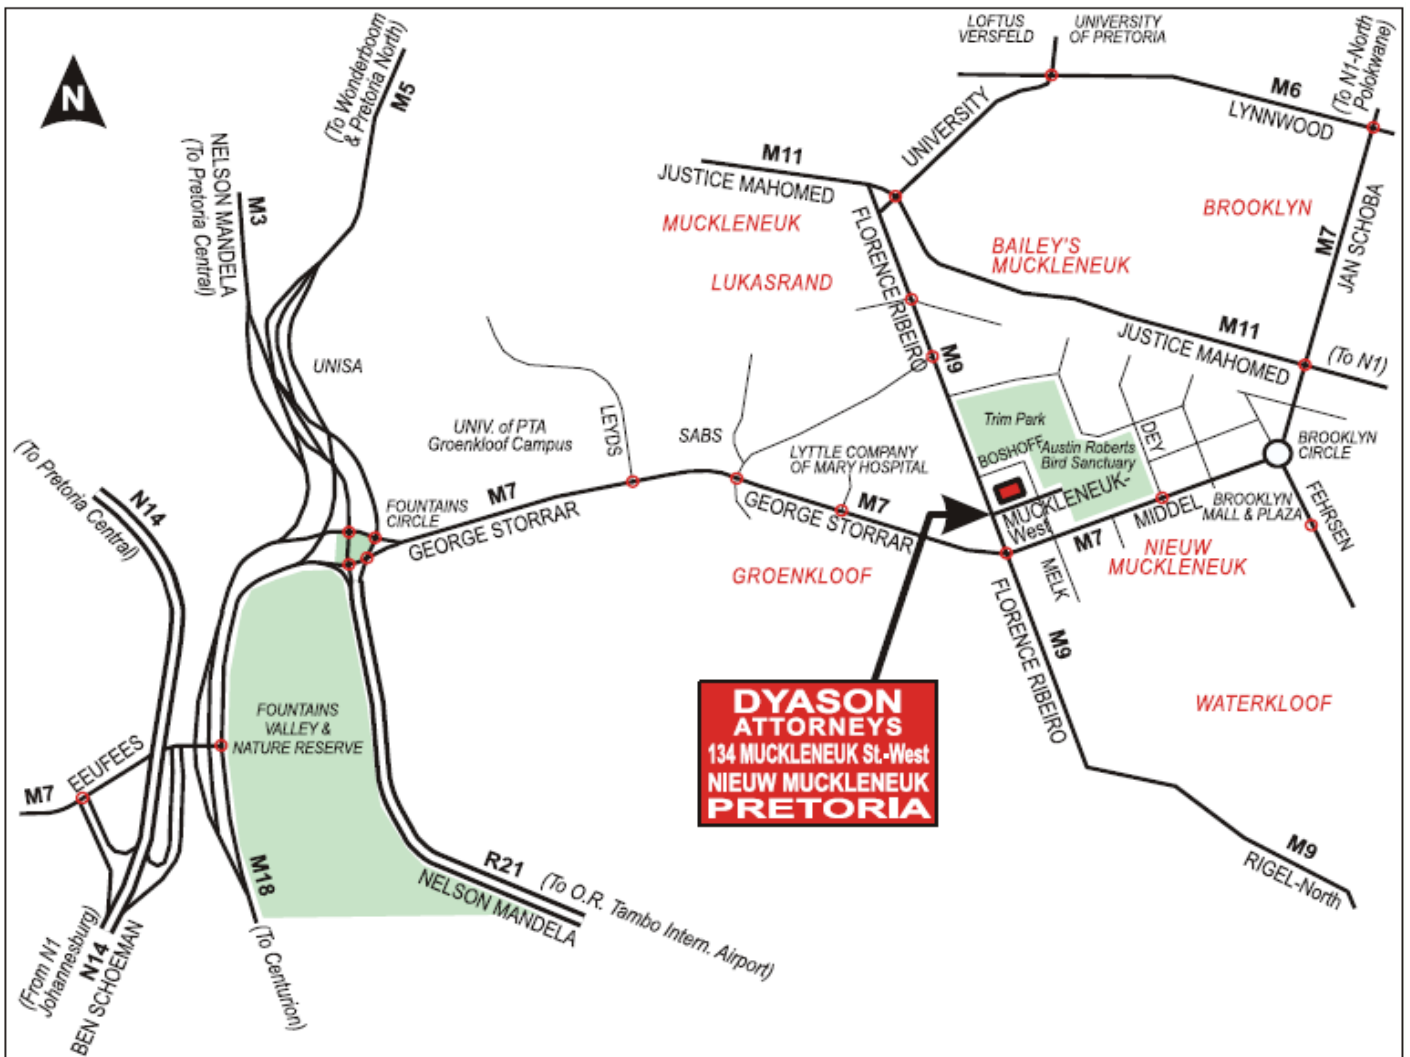 LOFTUS
VERSFELD
UNIVERSITY
OF PRETORIA
(To N1-North
Polokwane)
M6
LYNNWOOD
N
(To Wonderboom
& Pretoria North)
M5
NELSON MANDELA
(To Pretoria Central)
M3
UNIVERSITY
M11
JUSTICE MAHOMED
MUCKLENEUK
LUKASRAND
FLORENCE RIBEIRO
BAILEY'S
MUCKLENEUK
BROOKLYN
M7
JAN SCHOBA
M11
JUSTICE MAHOMED
(To N1)
M9
UNISA
UNIV. of PTA
Groenkloof Campus
LEYDS
SABS
LYTTLE COMPANY
OF MARY HOSPITAL
Trim Park
BOSHOFF
Austin Roberts
Bird Sanctuary
DEY
BROOKLYN
CIRCLE
BROOKLYN
MALL & PLAZA
FEHRSEN
(To Pretoria Central)
N14
FOUNTAINS
CIRCLE
M7
GEORGE STORRAR
M7
GEORGE STORRAR
MUCKLENEUK-
West
MIDDEL
M7
NIEUW
MUCKLENEUK
MELK
GROENKLOOF
FLORENCE RIBEIRO
M9
WATERKLOOF
DYASON
ATTORNEYS
134 MUCKLENEUK St.-West
NIEUW MUCKLENEUK
PRETORIA
FOUNTAINS
VALLEY &
NATURE RESERVE
M7
EEUFEES
M18
(To Centurion)
R21
NELSON MANDELA
(To O.R. Tambo Intern. Airport)
M9
RIGEL-North
(From N1
Johannesburg)
N14
BEN SCHOEMAN